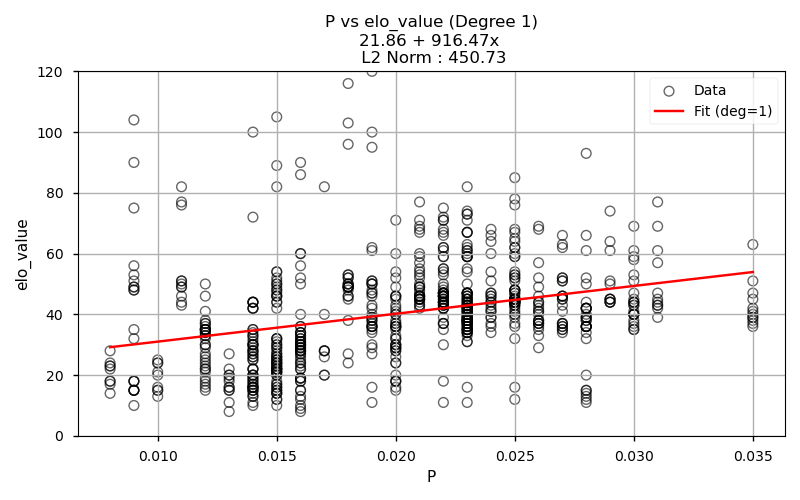 P vs elo_value (Degree 1)
21.86 + 916.47x
L2 Norm : 450.73
Data
Fit (deg=1)
120
100
80
60
40
20
0
elo_value
0.010
0.015
0.020
0.025
0.030
0.035
P